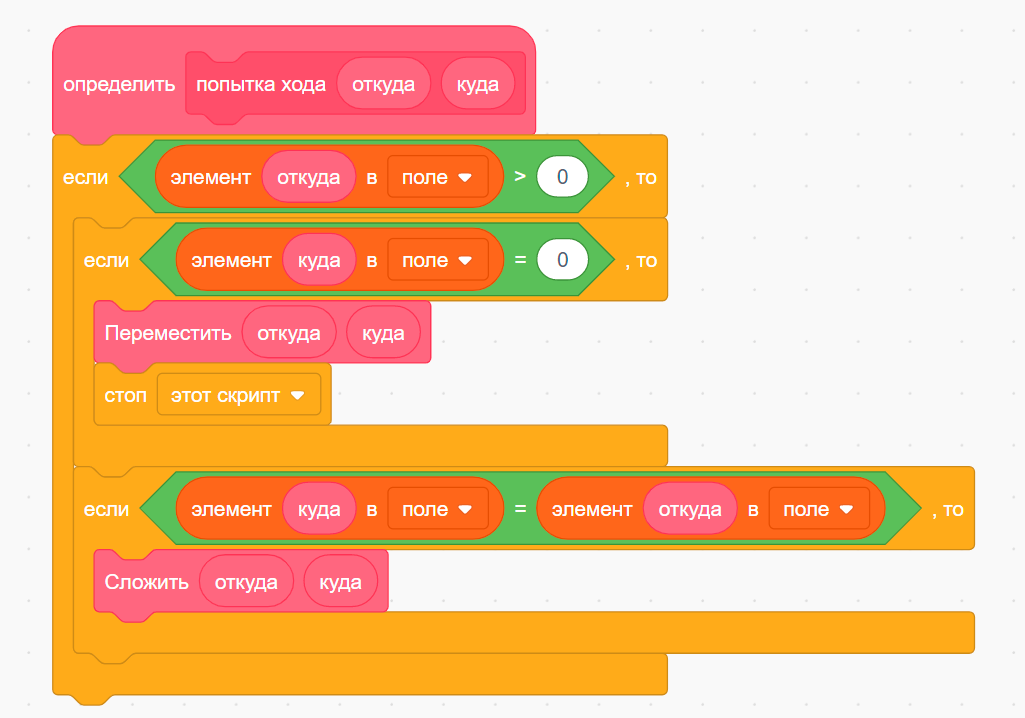 определить попытка хода откуда куда
если элемент откуда в поле > 0 , то
если элемент куда в поле = 0 , то
Переместить откуда куда
стоп этот скрипт
если элемент куда в поле = элемент откуда в поле , то
Сложить откуда куда